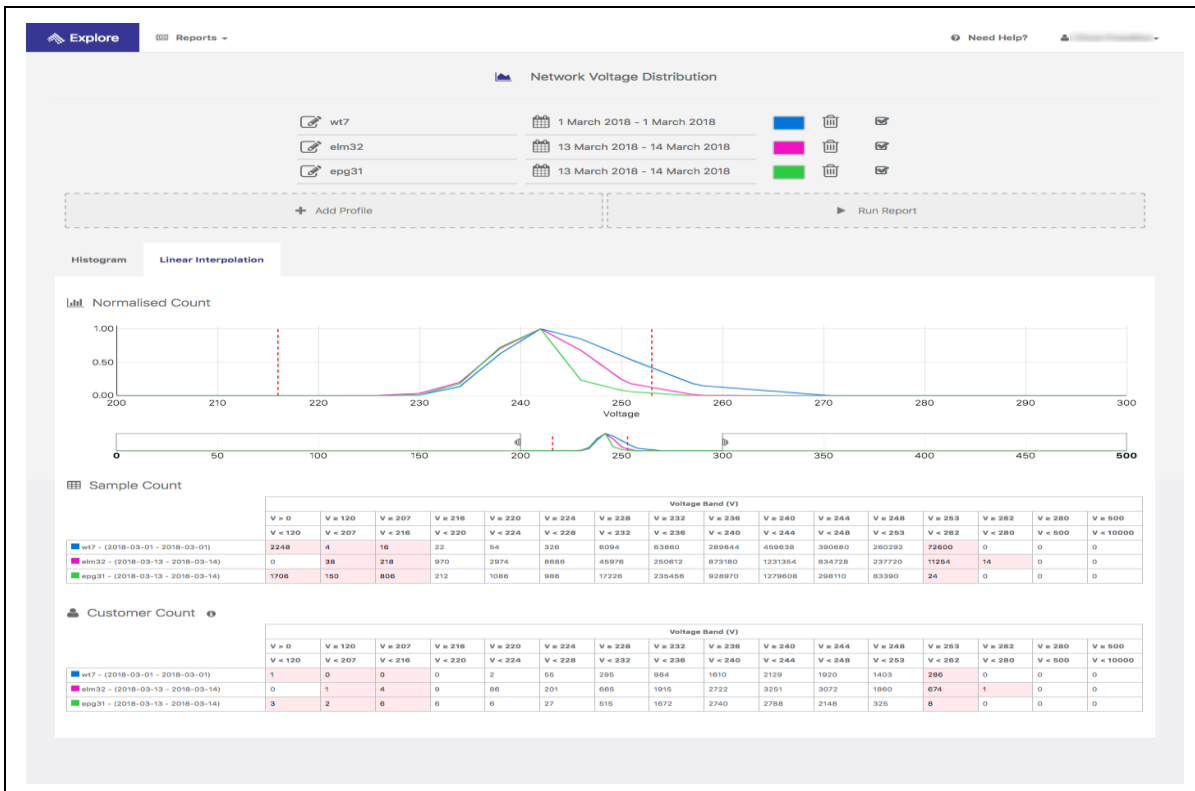 Explore Reports Need Help?
Network Voltage Distribution
wt7 1 March 2018 - 1 March 2018
elm32 13 March 2018 - 14 March 2018
epg31 13 March 2018 - 14 March 2018
+ Add Profile Run Report
Histogram Linear Interpolation
Normalised Count
1.00
0.50
0.00
200 210 220 230 240 250 260 270 280 290 300
Voltage
0 50 100 150 200 250 300 350 400 450 500
Sample Count
Voltage Band (V)
V > 0 V ≥ 120 V ≥ 207 V ≥ 216 V ≥ 220 V ≥ 224 V ≥ 228 V ≥ 232 V ≥ 236 V ≥ 240 V ≥ 244 V ≥ 248 V ≥ 253 V ≥ 262 V ≥ 280 V ≥ 500
V < 120 V < 207 V < 216 V < 220 V < 224 V < 228 V < 232 V < 236 V < 240 V < 244 V < 248 V < 253 V < 262 V < 280 V < 500 V < 10000
wt7 - (2018-03-01 - 2018-03-01) 2248 4 16 22 54 326 6094 63860 289844 459638 390680 260292 72600 0 0 0
elm32 - (2018-03-13 - 2018-03-14) 0 38 218 970 2974 8686 45976 250612 873180 1231354 834728 237720 11254 14 0 0
epg31 - (2018-03-13 - 2018-03-14) 1706 150 806 212 1086 986 17226 235456 928970 1279608 298110 83390 24 0 0 0
Customer Count
Voltage Band (V)
V > 0 V ≥ 120 V ≥ 207 V ≥ 216 V ≥ 220 V ≥ 224 V ≥ 228 V ≥ 232 V ≥ 236 V ≥ 240 V ≥ 244 V ≥ 248 V ≥ 253 V ≥ 262 V ≥ 280 V ≥ 500
V < 120 V < 207 V < 216 V < 220 V < 224 V < 228 V < 232 V < 236 V < 240 V < 244 V < 248 V < 253 V < 262 V < 280 V < 500 V < 10000
wt7 - (2018-03-01 - 2018-03-01) 1 0 0 0 2 55 295 984 1610 2129 1920 1403 286 0 0 0
elm32 - (2018-03-13 - 2018-03-14) 0 1 4 9 86 201 665 1915 2722 3251 3072 1860 674 1 0 0
epg31 - (2018-03-13 - 2018-03-14) 3 2 6 6 6 27 515 1672 2740 2788 2148 325 8 0 0 0